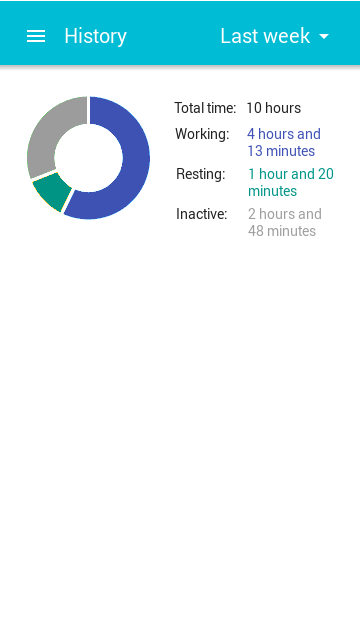 History
Last week
Total time: 10 hours
Working: 4 hours and
13 minutes
Resting: 1 hour and 20
minutes
Inactive: 2 hours and
48 minutes